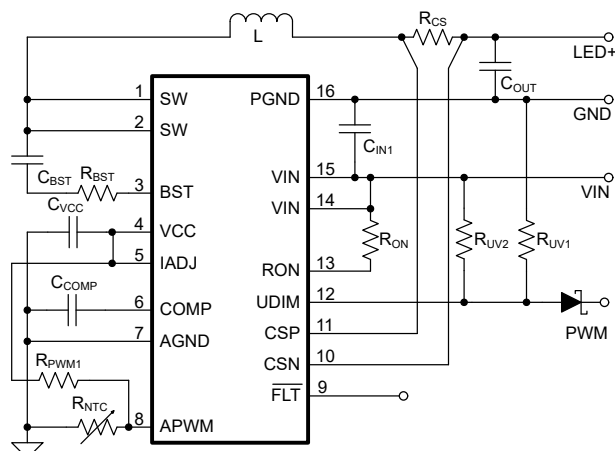 L
RCS
LED+
COUT
GND
1 SW
2 SW
CBST
RBST
3 BST
CVCC
4 VCC
5 IADJ
CCOMP
6 COMP
7 AGND
RPWM1
RNTC
8 APWM
PGND 16
CIN1
VIN 15
VIN
VIN 14
RON
RUV2
RUV1
RON 13
UDIM 12
PWM
CSP 11
CSN 10
FLT 9